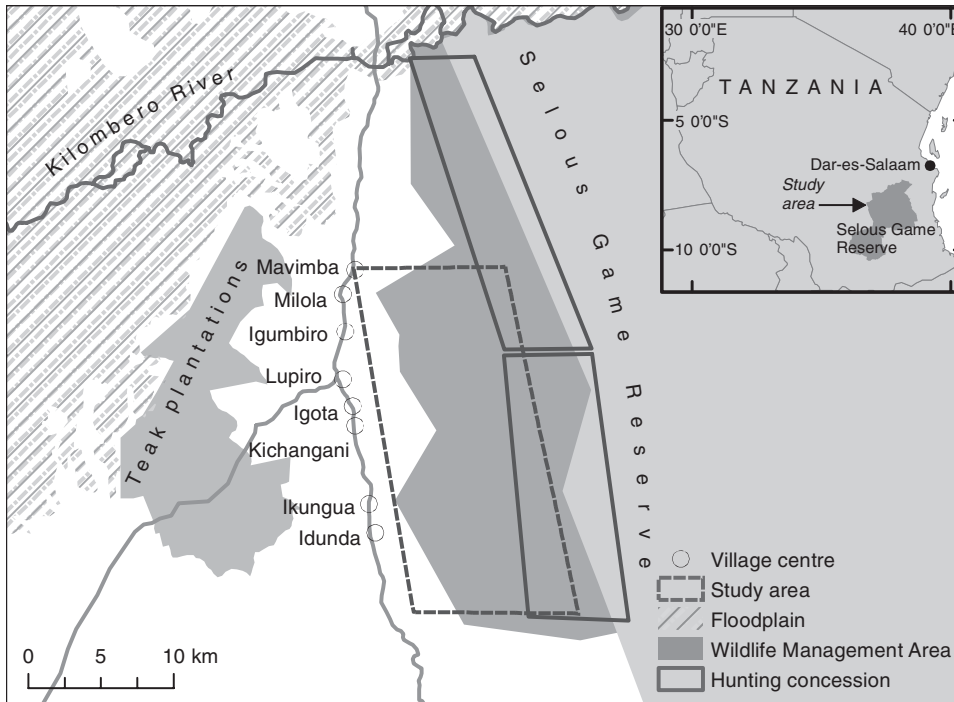 Kilombero River
Selous Game Reserve
Teak plantations
Mavimba
Milola
Igumbiro
Lupiro
Igota
Kichangani
Ikungua
Idunda
0 5 10 km
30 0'0"E 40 0'0"E
TANZANIA
5 0'0"S
Dar-es-Salaam
Study
area
Selous Game
Reserve
10 0'0"S
Village centre
Study area
Floodplain
Wildlife Management Area
Hunting concession